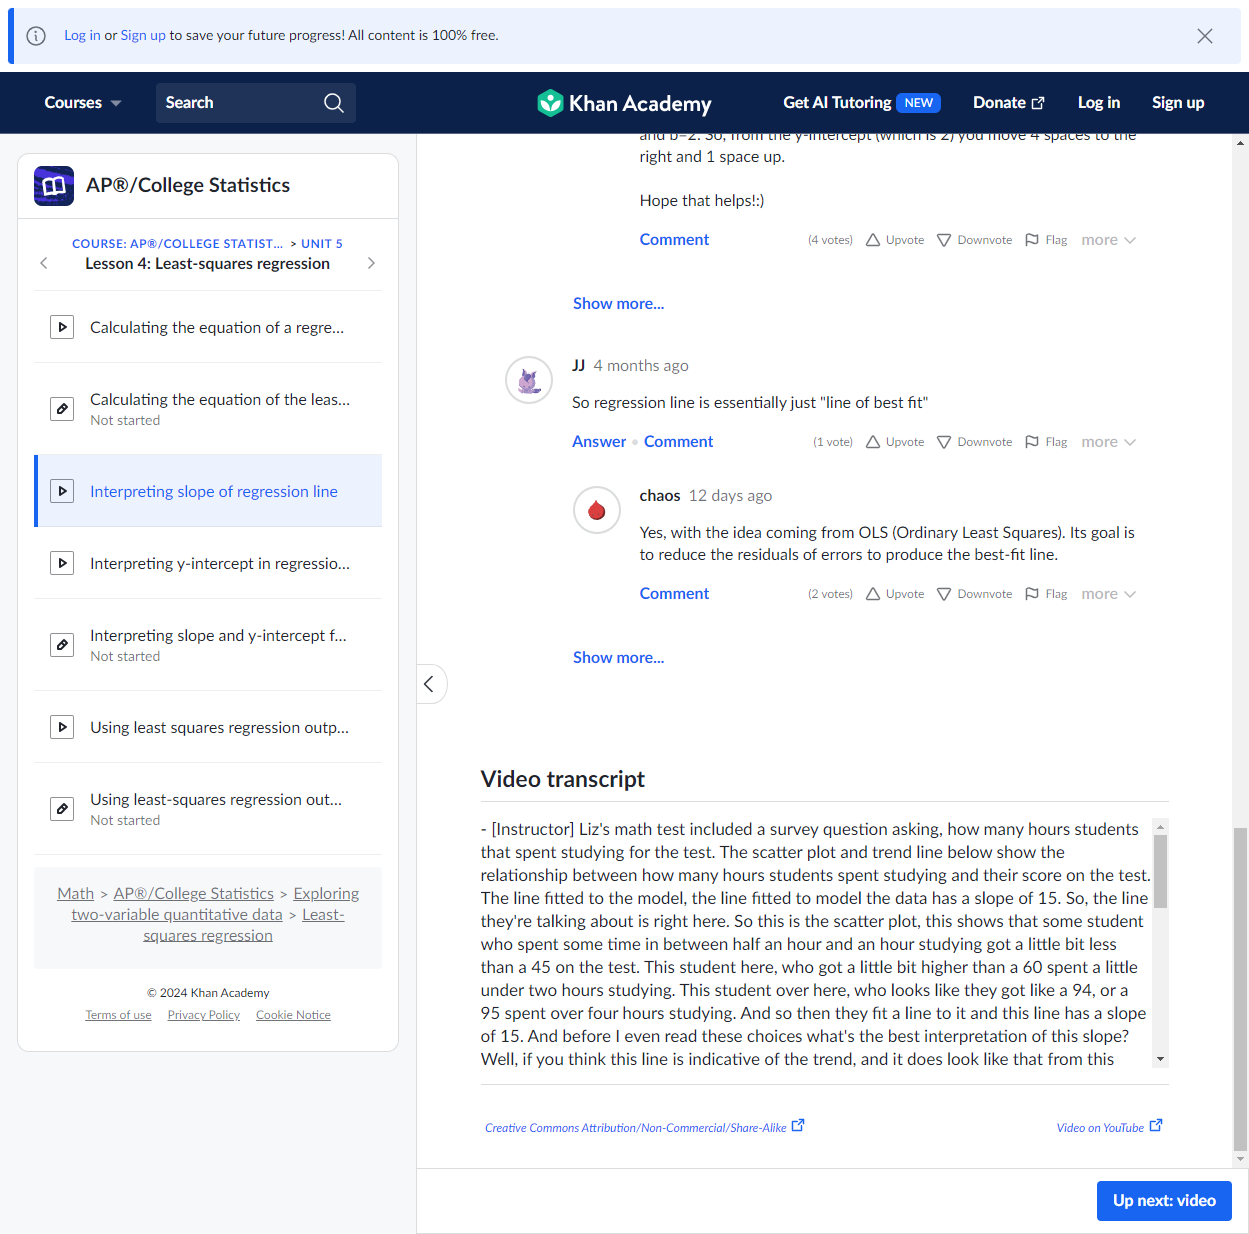 Log in or Sign up to save your future progress! All content is 100% free.
Courses
Search
Khan Academy
Get AI Tutoring NEW
Donate
Log in
Sign up
AP®/College Statistics
COURSE: AP®/COLLEGE STATIST... > UNIT 5
Lesson 4: Least-squares regression
Calculating the equation of a regre...
Calculating the equation of the leas...
Not started
Interpreting slope of regression line
Interpreting y-intercept in regressio...
Interpreting slope and y-intercept f...
Not started
Using least squares regression outp...
Using least-squares regression out...
Not started
Math > AP®/College Statistics > Exploring
two-variable quantitative data > Least-
squares regression
© 2024 Khan Academy
Terms of use Privacy Policy Cookie Notice
and b=2. So, from the y-intercept (which is 2) you move 4 spaces to the
right and 1 space up.
Hope that helps!:)
Comment (4 votes) Upvote Downvote Flag more
Show more...
JJ 4 months ago
So regression line is essentially just "line of best fit"
Answer • Comment (1 vote) Upvote Downvote Flag more
chaos 12 days ago
Yes, with the idea coming from OLS (Ordinary Least Squares). Its goal is
to reduce the residuals of errors to produce the best-fit line.
Comment (2 votes) Upvote Downvote Flag more
Show more...
Video transcript
- [Instructor] Liz's math test included a survey question asking, how many hours students
that spent studying for the test. The scatter plot and trend line below show the
relationship between how many hours students spent studying and their score on the test.
The line fitted to the model, the line fitted to model the data has a slope of 15. So, the line
they're talking about is right here. So this is the scatter plot, this shows that some student
who spent some time in between half an hour and an hour studying got a little bit less
than a 45 on the test. This student here, who got a little bit higher than a 60 spent a little
under two hours studying. This student over here, who looks like they got like a 94, or a
95 spent over four hours studying. And so then they fit a line to it and this line has a slope
of 15. And before I even read these choices what's the best interpretation of this slope?
Well, if you think this line is indicative of the trend, and it does look like that from this
Creative Commons Attribution/Non-Commercial/Share-Alike
Video on YouTube
Up next: video